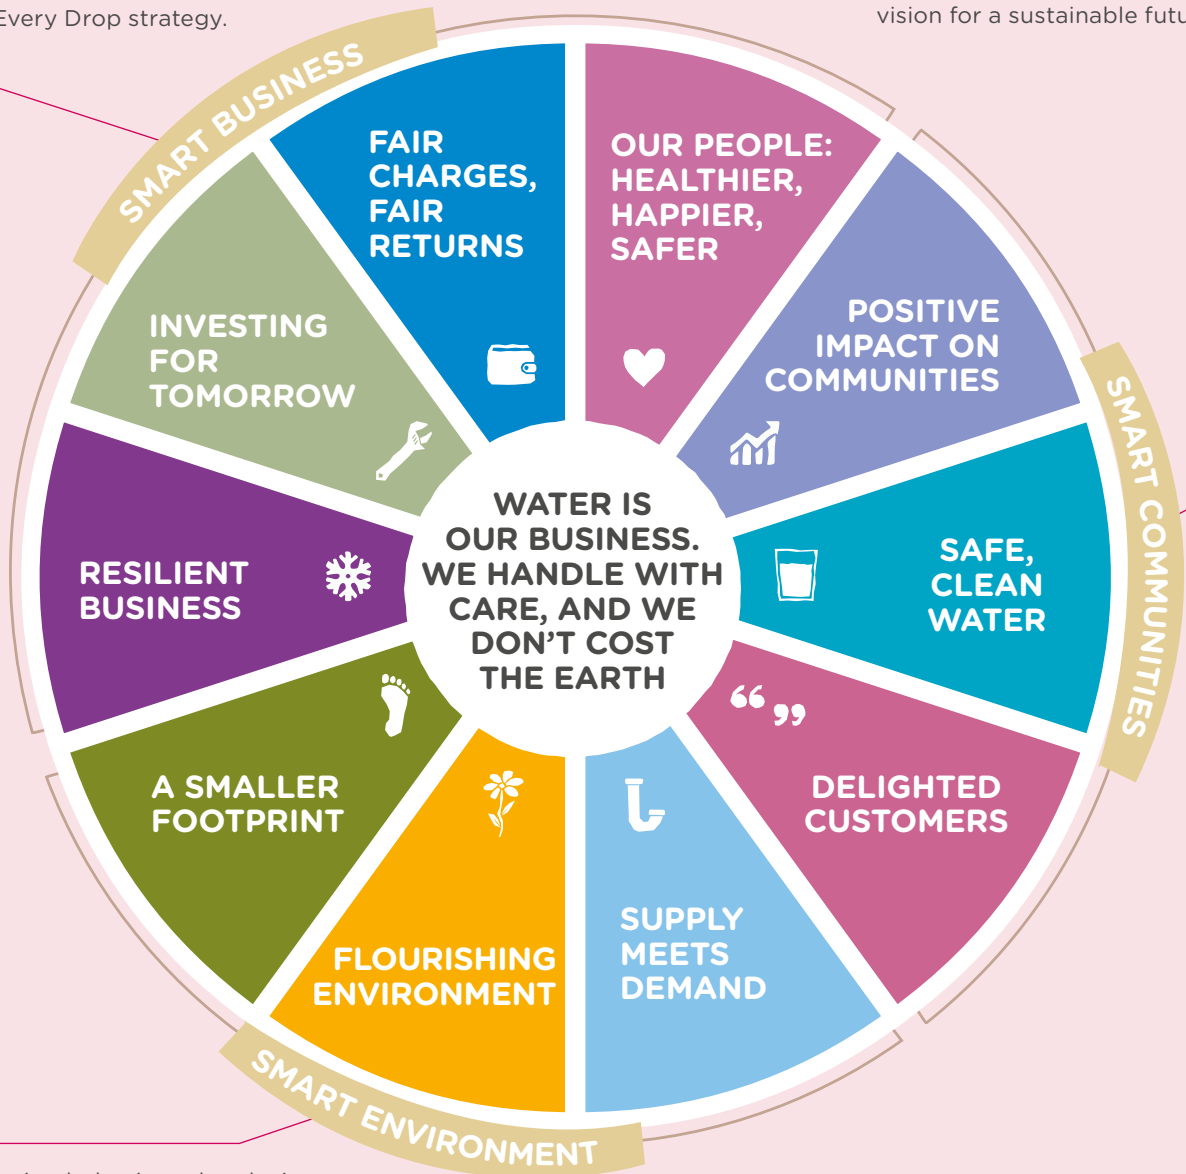 Every Drop strategy.
vision for a sustainable futu
SMART BUSINESS
FAIR
CHARGES,
FAIR
RETURNS
OUR PEOPLE:
HEALTHIER,
HAPPIER,
SAFER
POSITIVE
IMPACT ON
COMMUNITIES
SMART COMMUNITIES
SAFE,
CLEAN
WATER
DELIGHTED
CUSTOMERS
SUPPLY
MEETS
DEMAND
FLOURISHING
ENVIRONMENT
SMART ENVIRONMENT
A SMALLER
FOOTPRINT
RESILIENT
BUSINESS
INVESTING
FOR
TOMORROW
WATER IS
OUR BUSINESS.
WE HANDLE WITH
CARE, AND WE
DON’T COST
THE EARTH